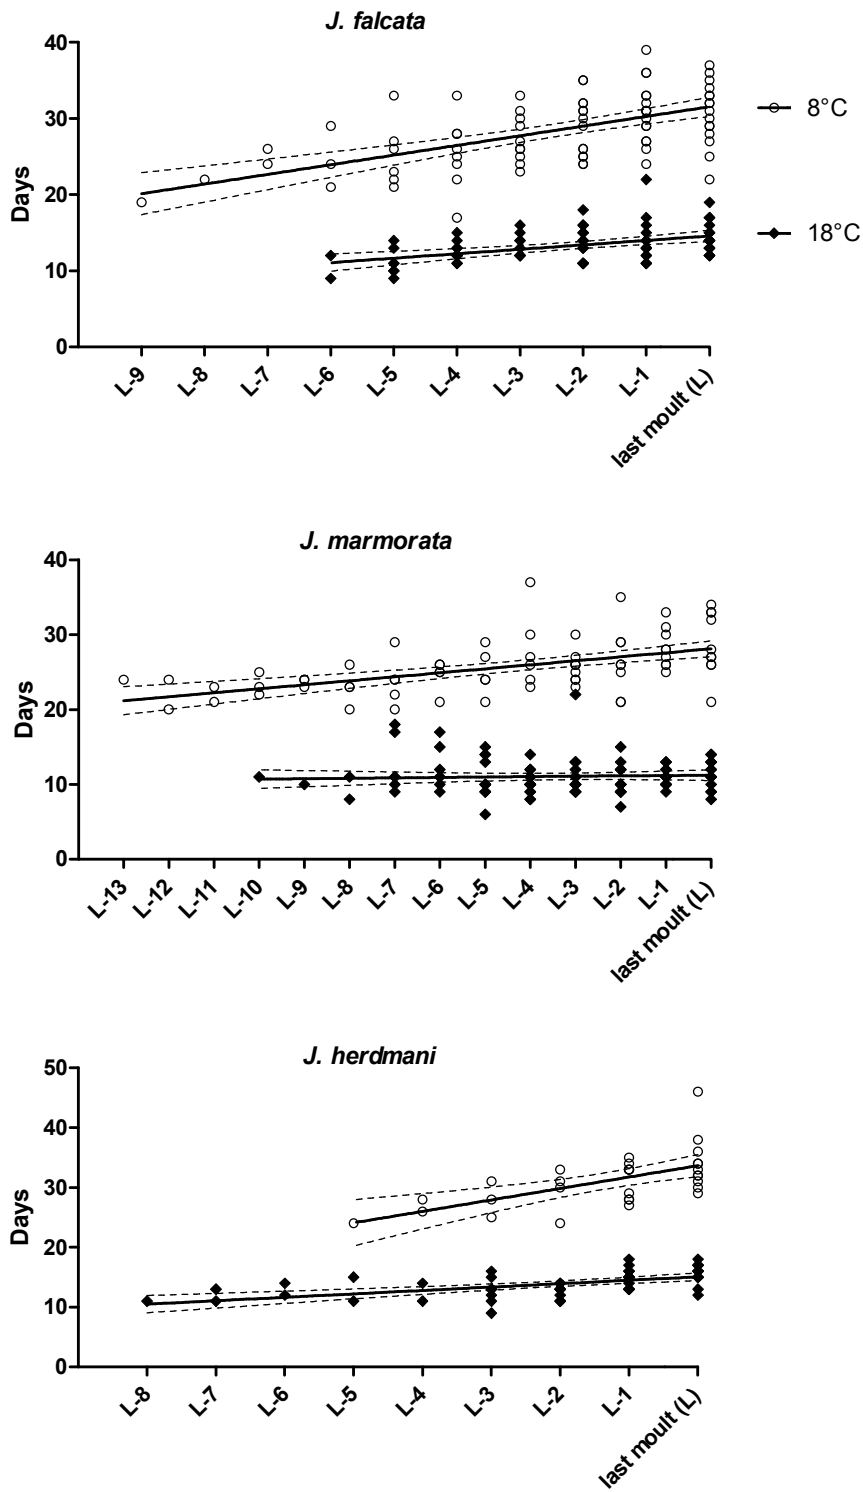 J. falcata
40
30
20
10
0
Days
8°C
18°C
L-9 L-8 L-7 L-6 L-5 L-4 L-3 L-2 L-1 last moult (L)
J. marmorata
40
30
20
10
0
Days
L-13 L-12 L-11 L-10 L-9 L-8 L-7 L-6 L-5 L-4 L-3 L-2 L-1 last moult (L)
J. herdmani
50
40
30
20
10
0
Days
L-8 L-7 L-6 L-5 L-4 L-3 L-2 L-1 last moult (L)